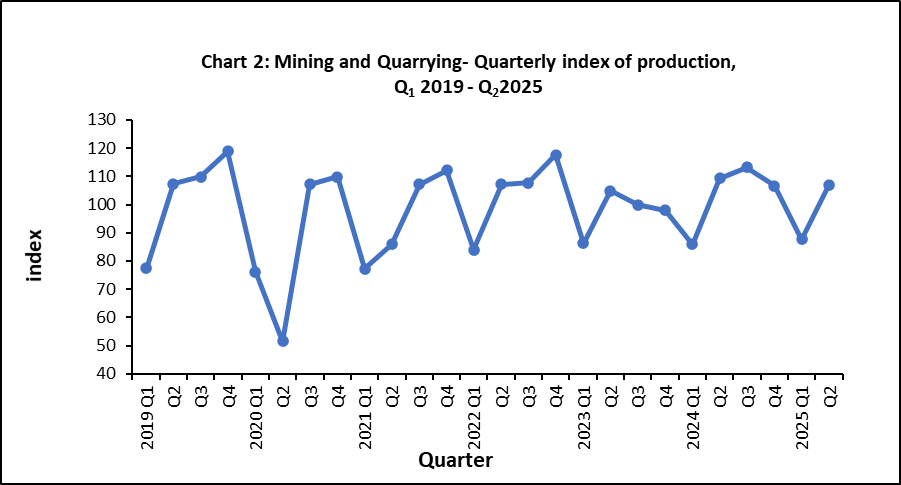 Chart 2: Mining and Quarrying- Quarterly index of production,
Q1 2019 - Q22025
130
120
110
100
90
80
70
60
50
40
index
2019 Q1
Q2
Q3
Q4
2020 Q1
Q2
Q3
Q4
2021 Q1
Q2
Q3
Q4
2022 Q1
Q2
Q3
Q4
2023 Q1
Q2
Q3
Q4
2024 Q1
Q2
Q3
Q4
2025 Q1
Q2
Quarter